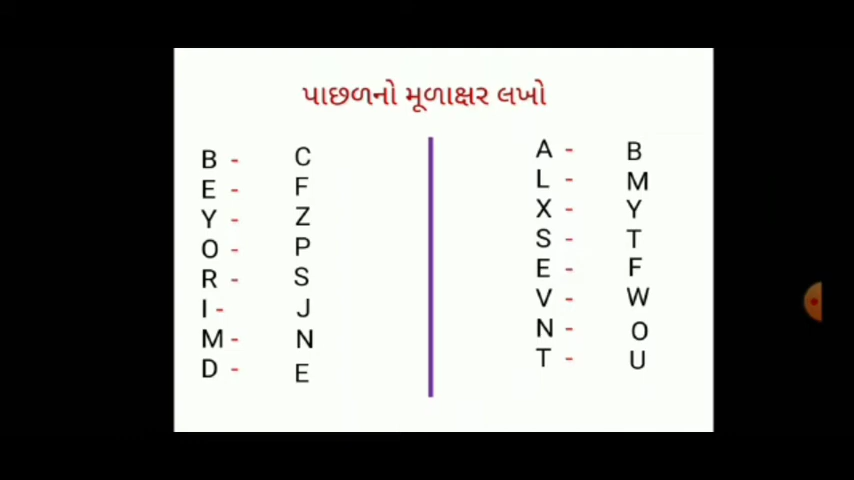 પાછળનો મૂળાક્ષર લખો
B - C
E - F
Y - Z
O - P
R - S
I - J
M - N
D - E
A - B
L - M
X - Y
S - T
E - F
V - W
N - O
T - U